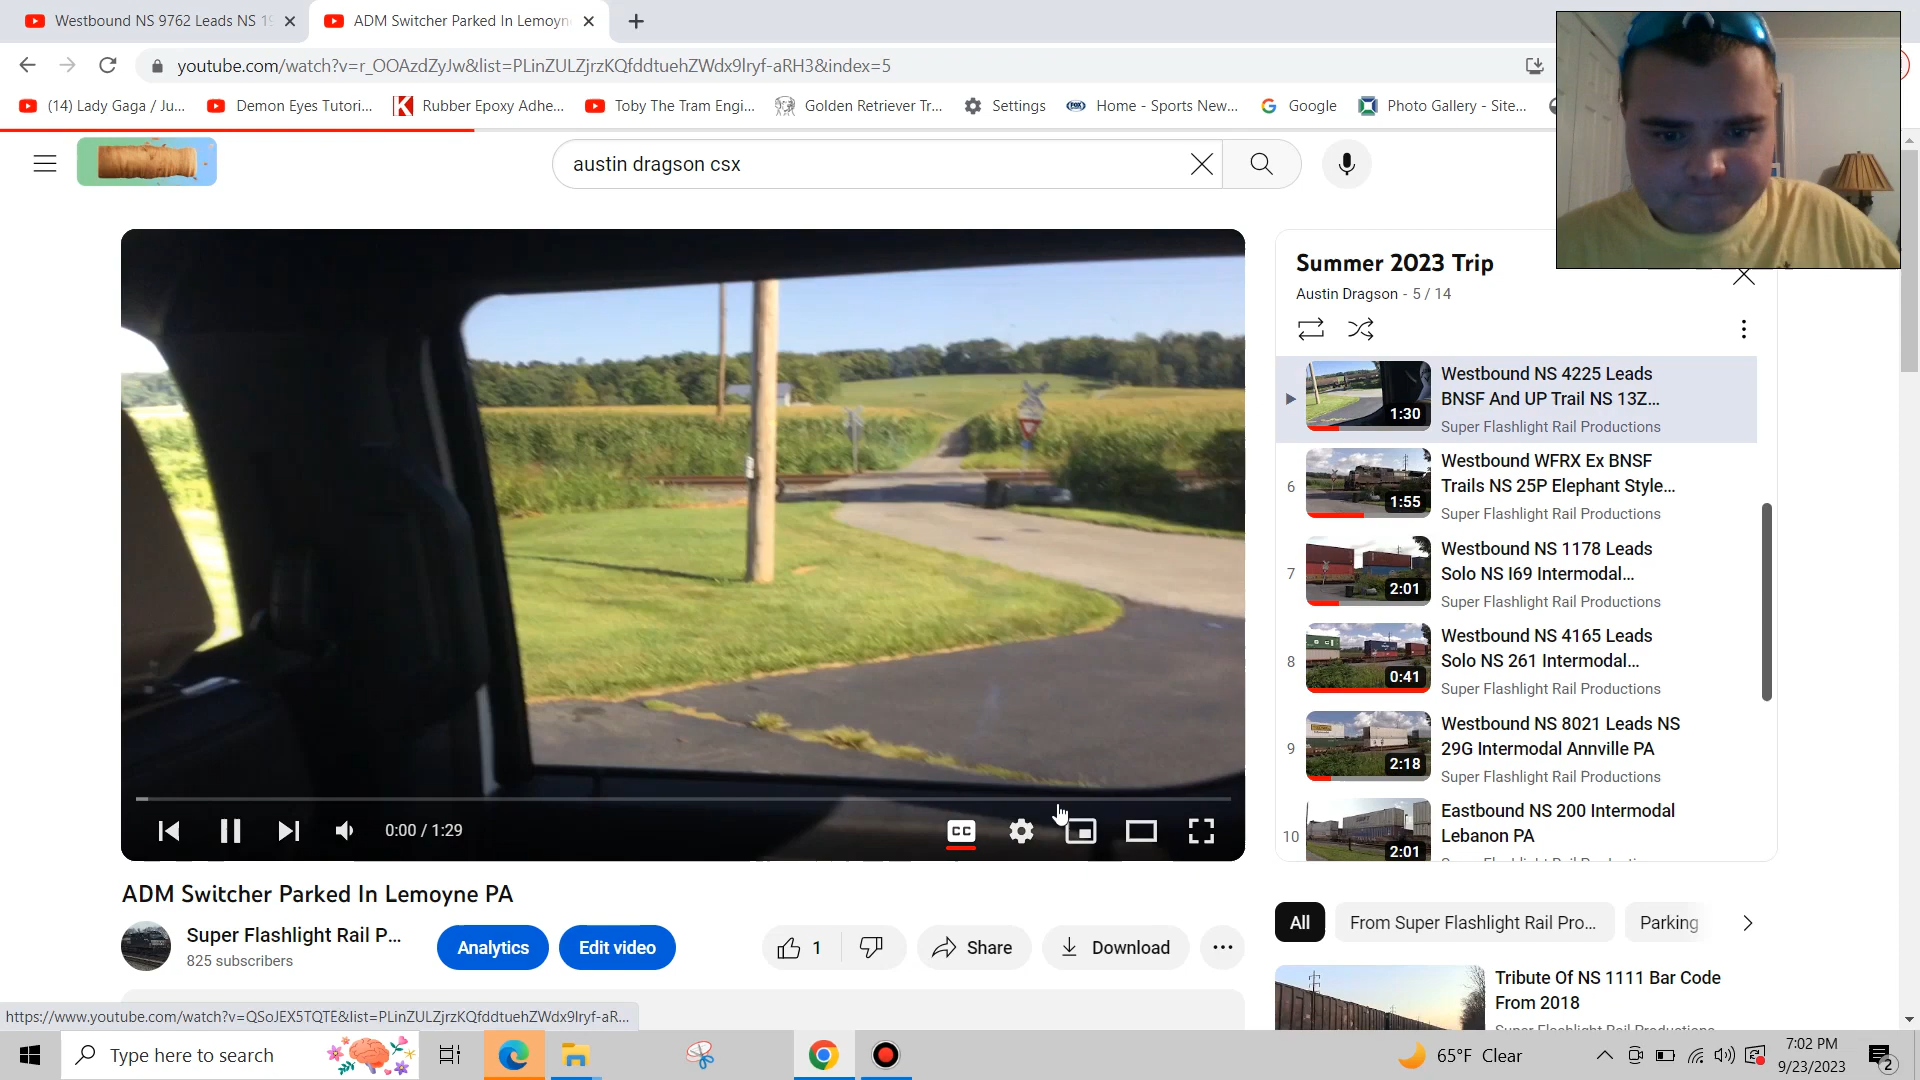 Westbound NS 9762 Leads NS 19
ADM Switcher Parked In Lemoyn
youtube.com/watch?v=r_OOAzdZyJw&list=PLinZULZjrzKQfddtuehZWdx9Iryf-aRH3&index=5
(14) Lady Gaga / Ju...
Demon Eyes Tutori...
Rubber Epoxy Adhe...
Toby The Tram Engi...
Golden Retriever Tr...
Settings
Home - Sports New...
Google
Photo Gallery - Site...
austin dragson csx
Summer 2023 Trip
Austin Dragson - 5 / 14
Westbound NS 4225 Leads
BNSF And UP Trail NS 13Z...
1:30
Super Flashlight Rail Productions
6
Westbound WFRX Ex BNSF
Trails NS 25P Elephant Style...
1:55
Super Flashlight Rail Productions
7
Westbound NS 1178 Leads
Solo NS I69 Intermodal...
2:01
Super Flashlight Rail Productions
8
Westbound NS 4165 Leads
Solo NS 261 Intermodal...
0:41
Super Flashlight Rail Productions
9
Westbound NS 8021 Leads NS
29G Intermodal Annville PA
2:18
Super Flashlight Rail Productions
10
Eastbound NS 200 Intermodal
Lebanon PA
2:01
0:00 / 1:29
CC
ADM Switcher Parked In Lemoyne PA
Super Flashlight Rail P...
825 subscribers
Analytics
Edit video
1
Share
Download
All
From Super Flashlight Rail Pro...
Parking
Tribute Of NS 1111 Bar Code
From 2018
https://www.youtube.com/watch?v=QSoJEX5TQTE&list=PLinZULZjrzKQfddtuehZWdx9Iryf-aR...
Type here to search
65°F Clear
7:02 PM
9/23/2023
2